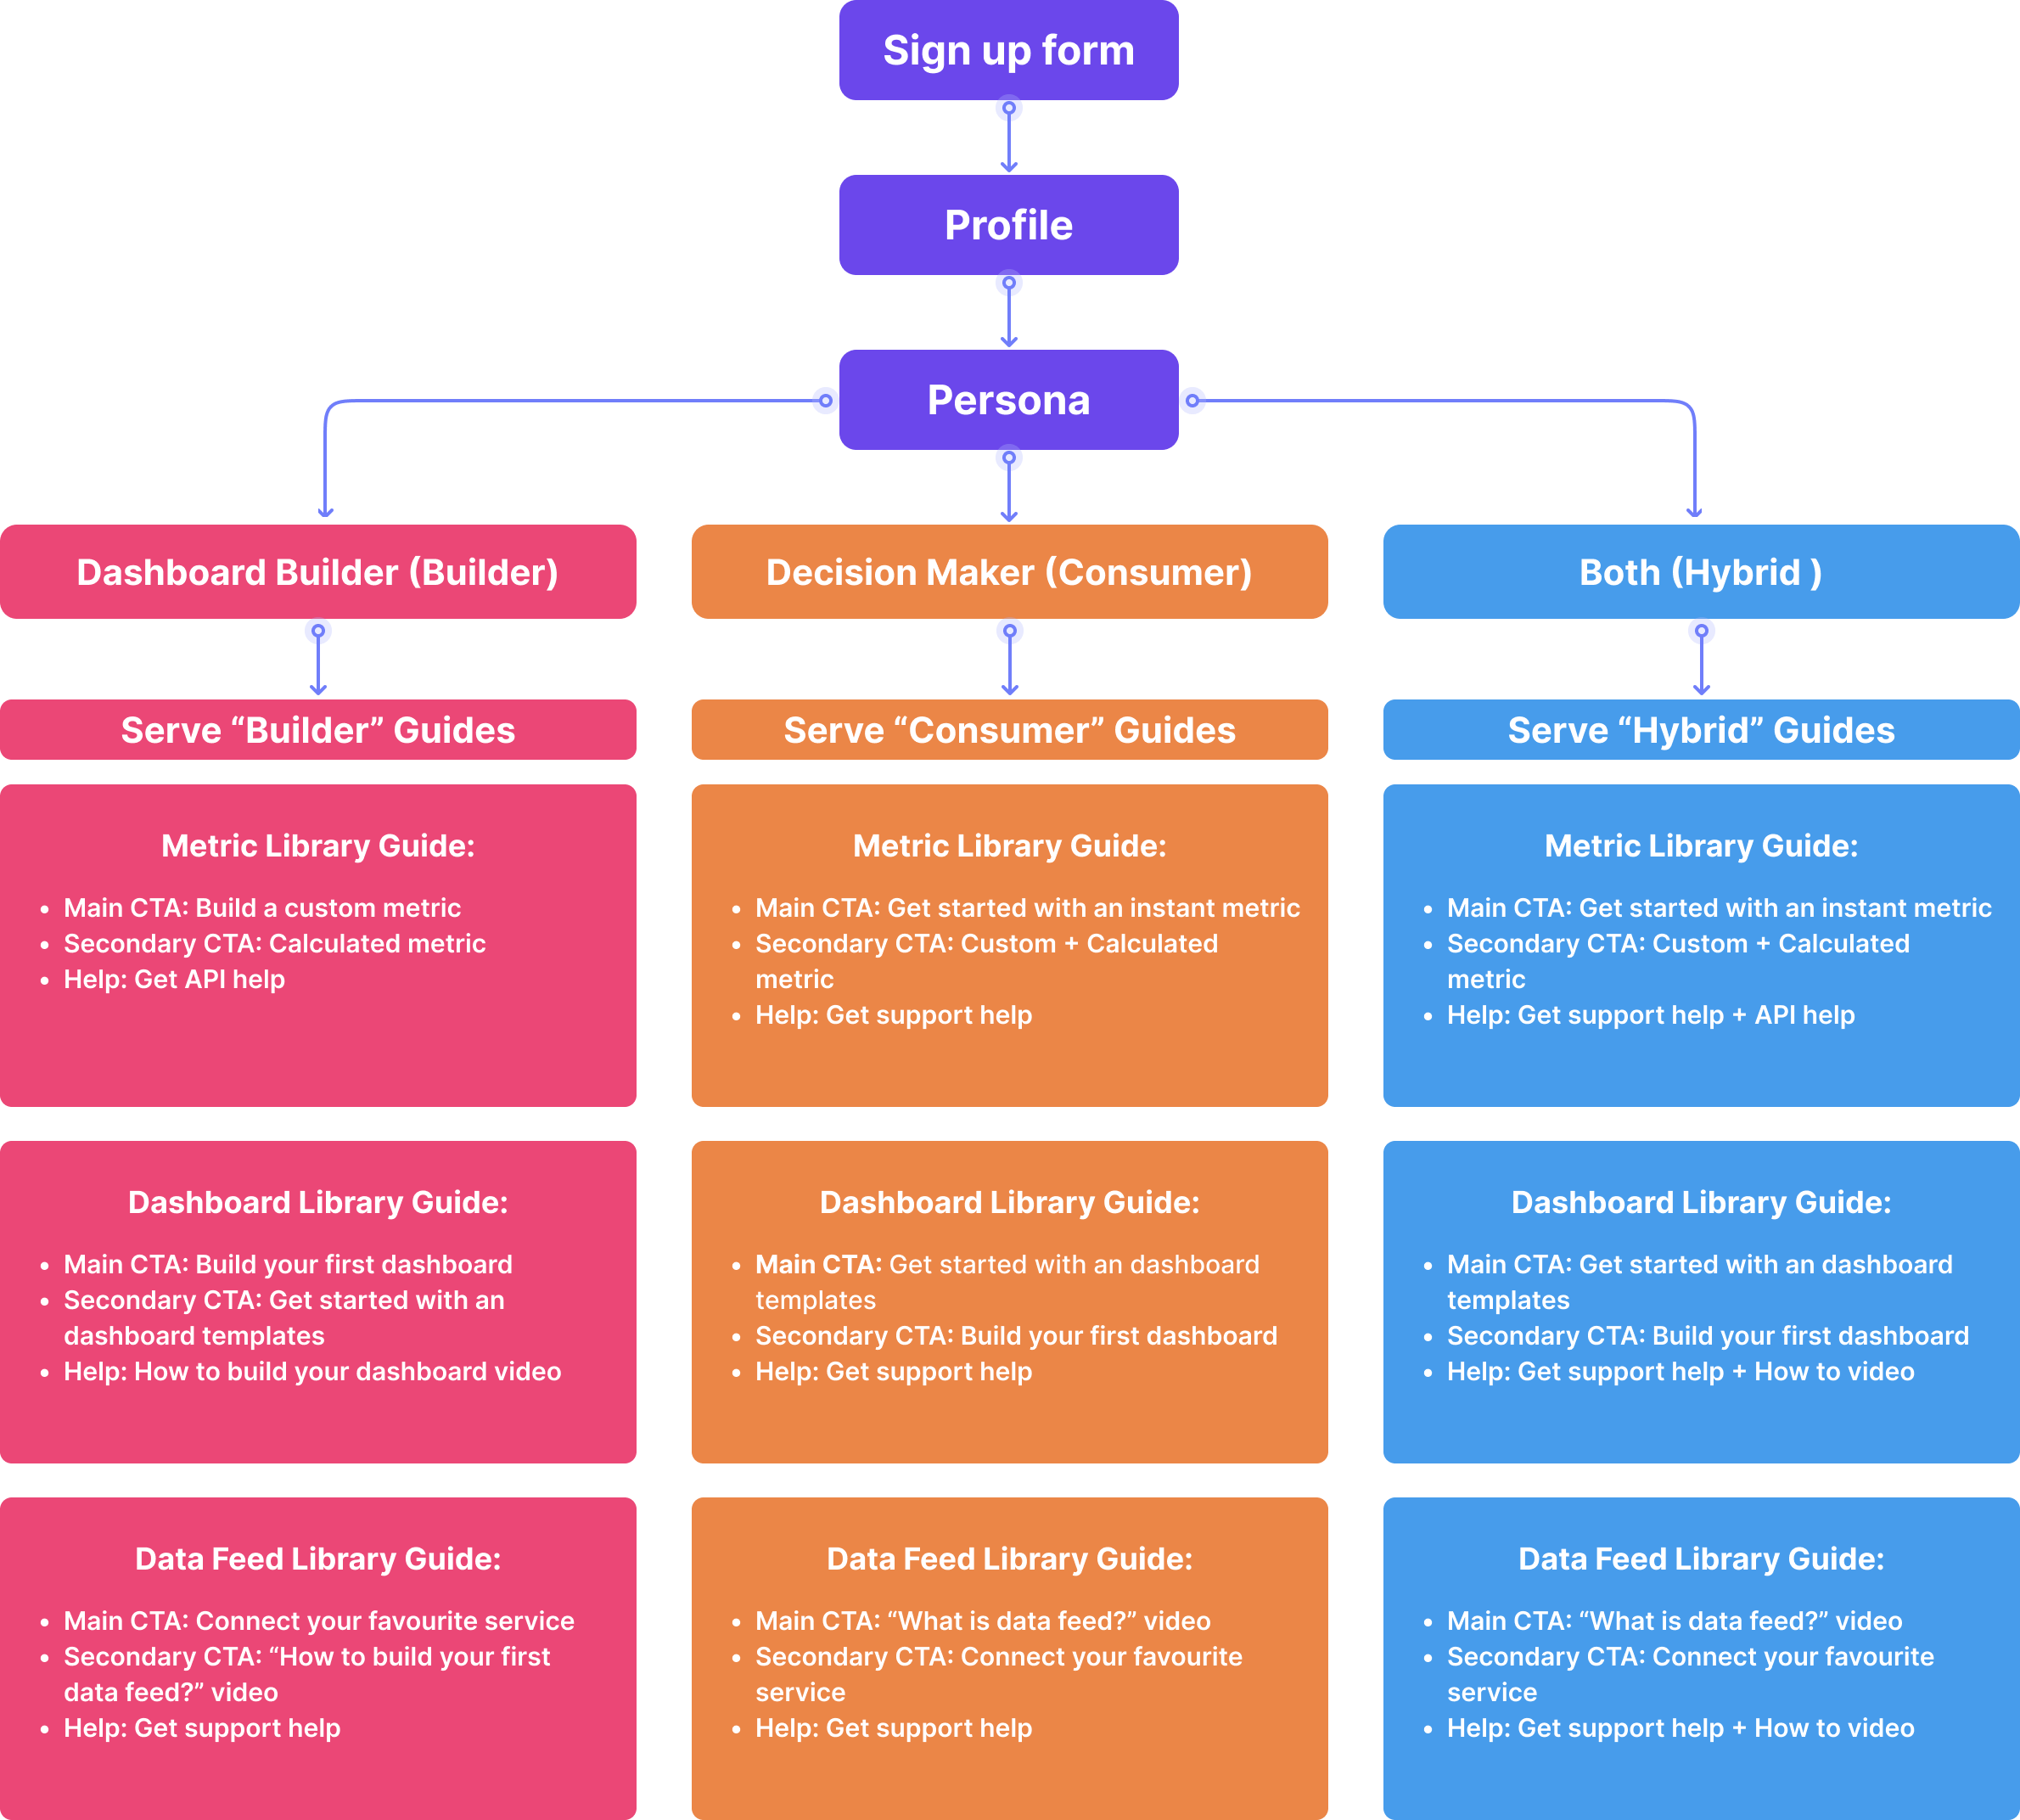 Sign up form
Profile
Persona
Dashboard Builder (Builder)
Decision Maker (Consumer)
Both (Hybrid )
Serve “Builder” Guides
Serve “Consumer” Guides
Serve “Hybrid” Guides
Metric Library Guide:
• Main CTA: Build a custom metric
• Secondary CTA: Calculated metric
• Help: Get API help
Metric Library Guide:
• Main CTA: Get started with an instant metric
• Secondary CTA: Custom + Calculated
metric
• Help: Get support help
Metric Library Guide:
• Main CTA: Get started with an instant metric
• Secondary CTA: Custom + Calculated
metric
• Help: Get support help + API help
Dashboard Library Guide:
• Main CTA: Build your first dashboard
• Secondary CTA: Get started with an
dashboard templates
• Help: How to build your dashboard video
Dashboard Library Guide:
• Main CTA: Get started with an dashboard
templates
• Secondary CTA: Build your first dashboard
• Help: Get support help
Dashboard Library Guide:
• Main CTA: Get started with an dashboard
templates
• Secondary CTA: Build your first dashboard
• Help: Get support help + How to video
Data Feed Library Guide:
• Main CTA: Connect your favourite service
• Secondary CTA: “How to build your first
data feed?” video
• Help: Get support help
Data Feed Library Guide:
• Main CTA: “What is data feed?” video
• Secondary CTA: Connect your favourite
service
• Help: Get support help
Data Feed Library Guide:
• Main CTA: “What is data feed?” video
• Secondary CTA: Connect your favourite
service
• Help: Get support help + How to video